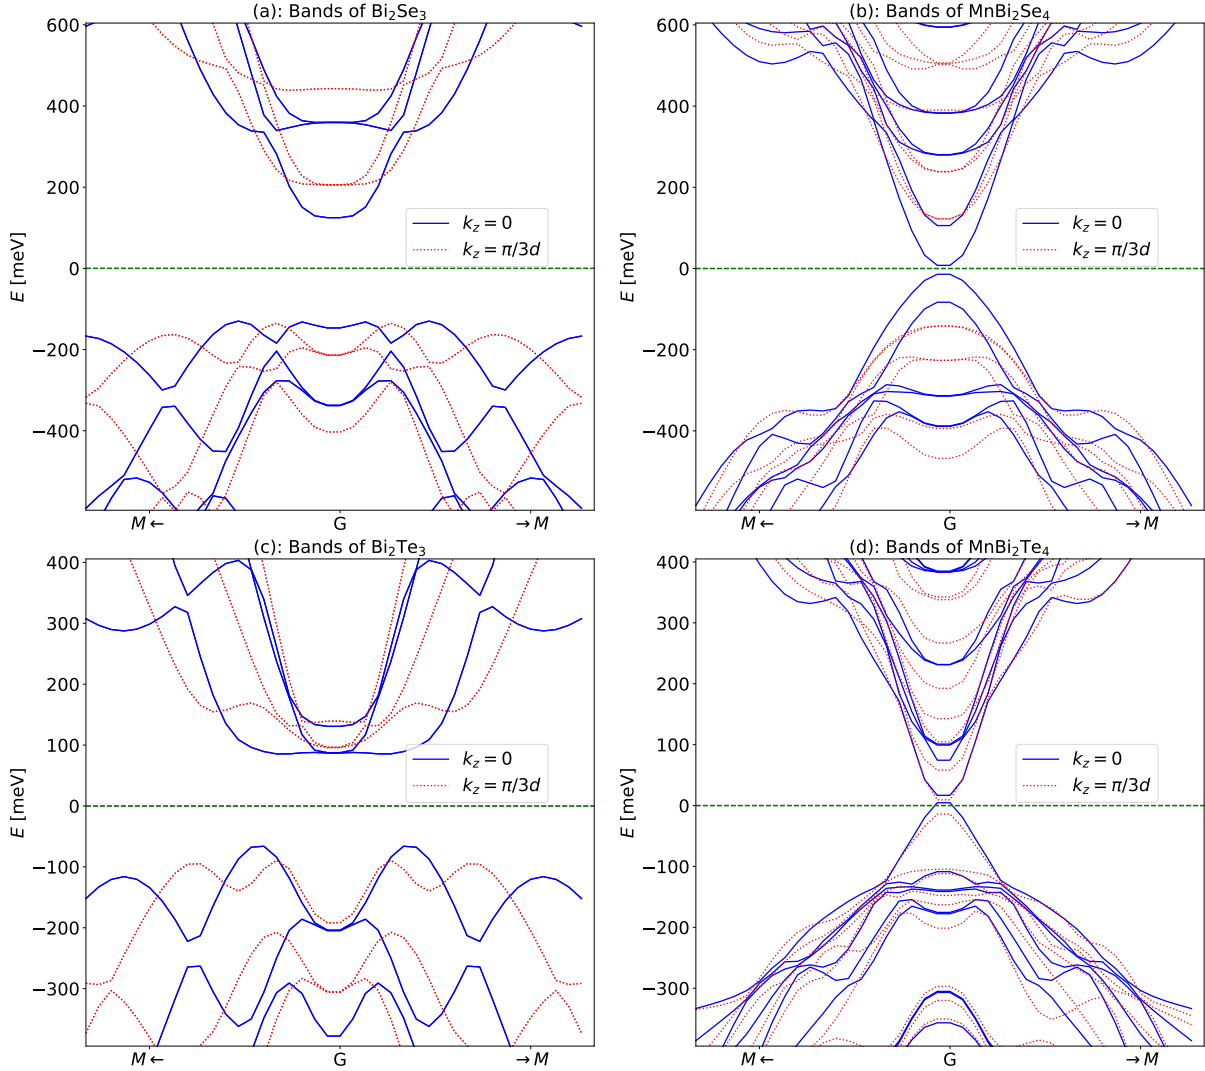 (a): Bands of Bi₂Se₃
E [meV]
600
400
200
0
−200
−400
k_z = 0
k_z = π/3d
M ←
G
→ M
(b): Bands of MnBi₂Se₄
E [meV]
600
400
200
0
−200
−400
k_z = 0
k_z = π/3d
M ←
G
→ M
(c): Bands of Bi₂Te₃
E [meV]
400
300
200
100
0
−100
−200
−300
k_z = 0
k_z = π/3d
M ←
G
→ M
(d): Bands of MnBi₂Te₄
E [meV]
400
300
200
100
0
−100
−200
−300
k_z = 0
k_z = π/3d
M ←
G
→ M